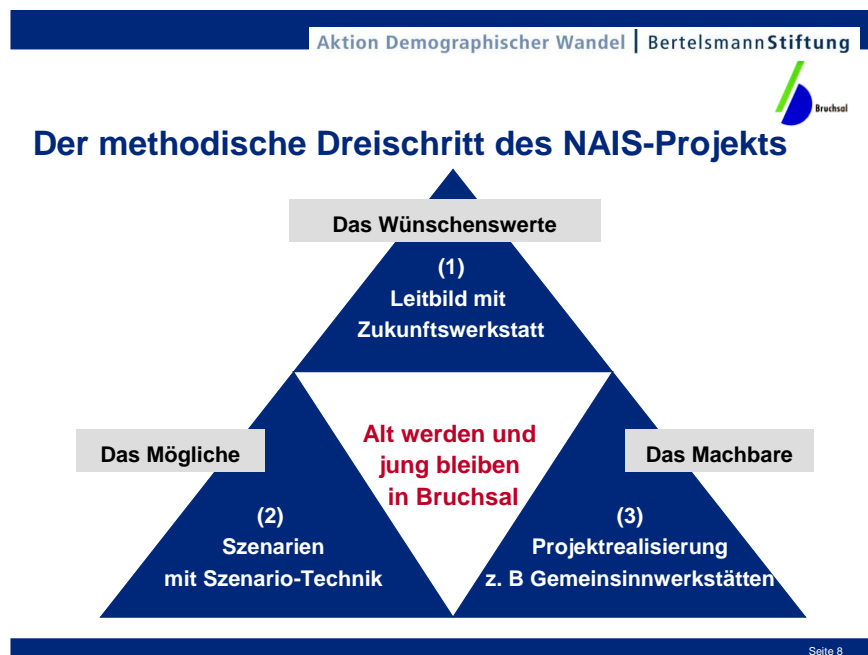 Aktion Demographischer Wandel | BertelsmannStiftung
Bruchsal
Der methodische Dreischritt des NAIS-Projekts
Das Wünschenswerte
(1)
Leitbild mit
Zukunftswerkstatt
Das Mögliche
Alt werden und
jung bleiben
in Bruchsal
Das Machbare
(2)
Szenarien
mit Szenario-Technik
(3)
Projektrealisierung
z. B Gemeinsinnwerkstätten
Seite 8